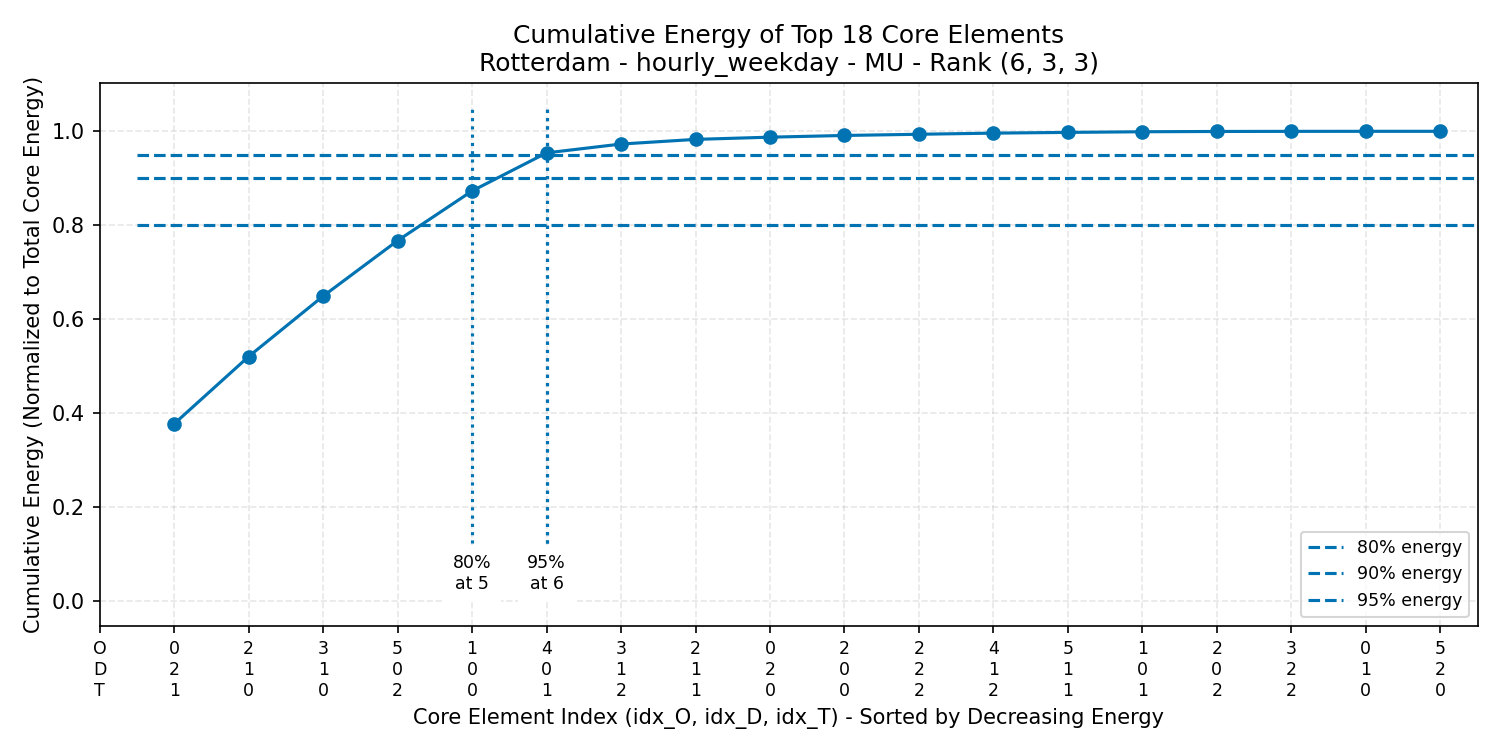 Cumulative Energy of Top 18 Core Elements
Rotterdam - hourly_weekday - MU - Rank (6, 3, 3)
Cumulative Energy (Normalized to Total Core Energy)
1.0
0.8
0.6
0.4
0.2
0.0
80%
at 5
95%
at 6
80% energy
90% energy
95% energy
O 0 2 3 5 1 4 3 2 0 2 2 4 5 1 2 3 0 5
D 2 1 1 0 0 0 1 1 2 0 2 1 1 0 0 2 1 2
T 1 0 0 2 0 1 2 1 0 0 2 2 1 1 2 2 0 0
Core Element Index (idx_O, idx_D, idx_T) - Sorted by Decreasing Energy